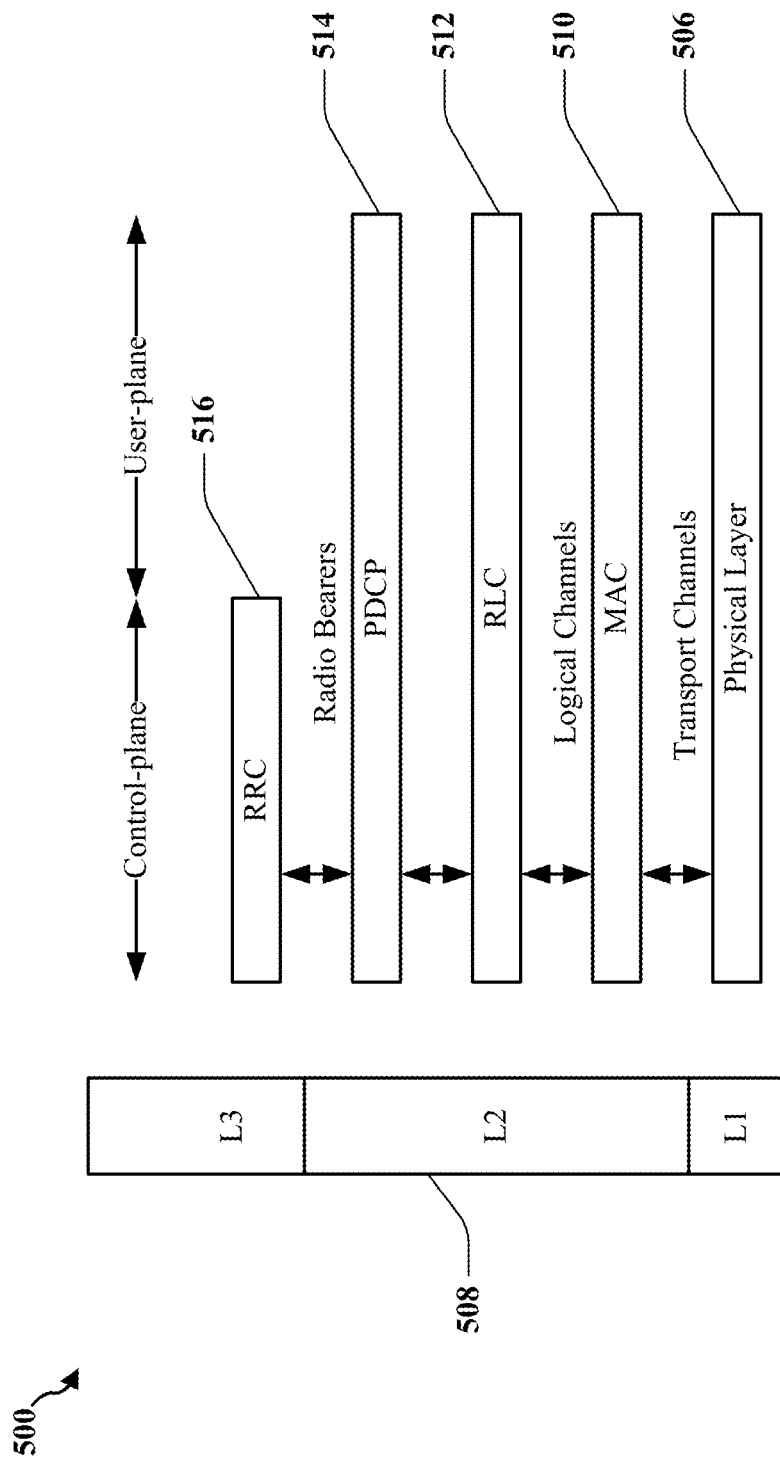 500
Control-plane
User-plane
516
L3
RRC
Radio Bearers
514
PDCP
508
L2
512
RLC
Logical Channels
510
MAC
Transport Channels
506
L1
Physical Layer